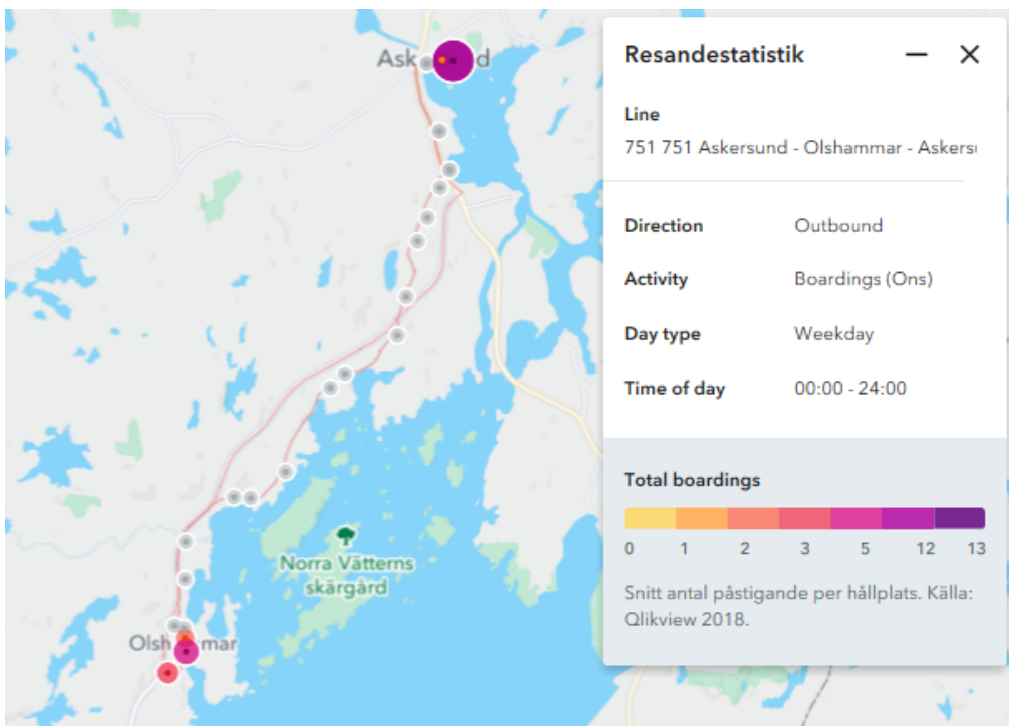 Ask d
Norra Vätterns
skärgård
Olsh mar
Resandestatistik
Line
751 751 Askersund - Olshammar - Askers
Direction Outbound
Activity Boardings (Ons)
Day type Weekday
Time of day 00:00 - 24:00
Total boardings
0 1 2 3 5 12 13
Snitt antal påstigande per hållplats. Källa:
Qlikview 2018.